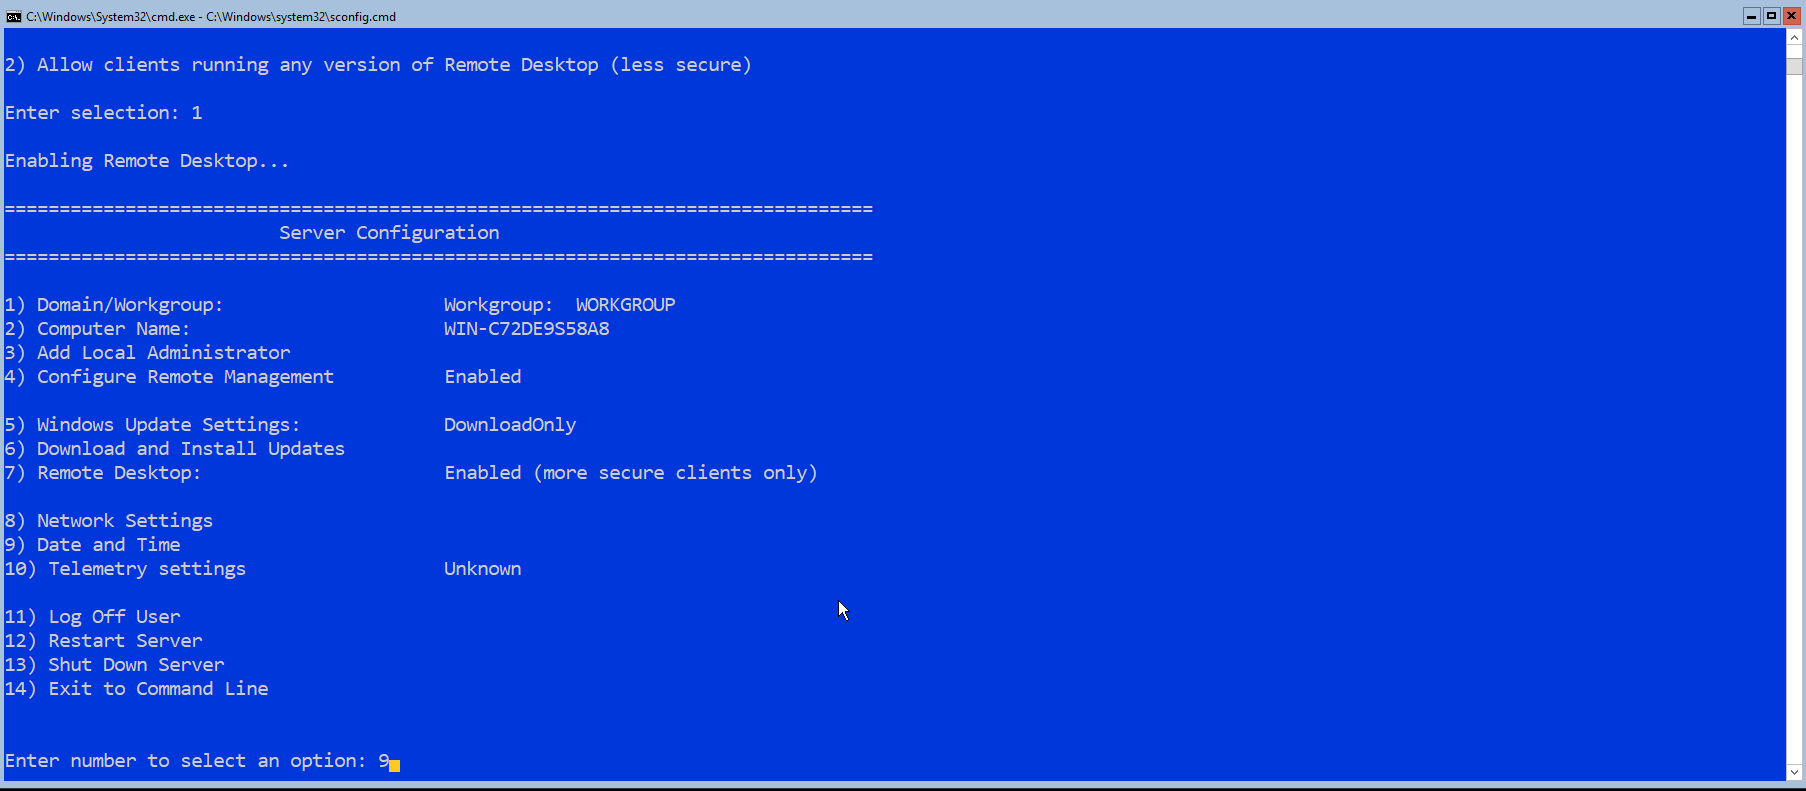 C:\Windows\System32\cmd.exe - C:\Windows\system32\sconfig.cmd
2) Allow clients running any version of Remote Desktop (less secure)
Enter selection: 1
Enabling Remote Desktop...
===============================================================================
Server Configuration
===============================================================================
1) Domain/Workgroup: Workgroup: WORKGROUP
2) Computer Name: WIN-C72DE9S58A8
3) Add Local Administrator
4) Configure Remote Management Enabled
5) Windows Update Settings: DownloadOnly
6) Download and Install Updates
7) Remote Desktop: Enabled (more secure clients only)
8) Network Settings
9) Date and Time
10) Telemetry settings Unknown
11) Log Off User
12) Restart Server
13) Shut Down Server
14) Exit to Command Line
Enter number to select an option: 9